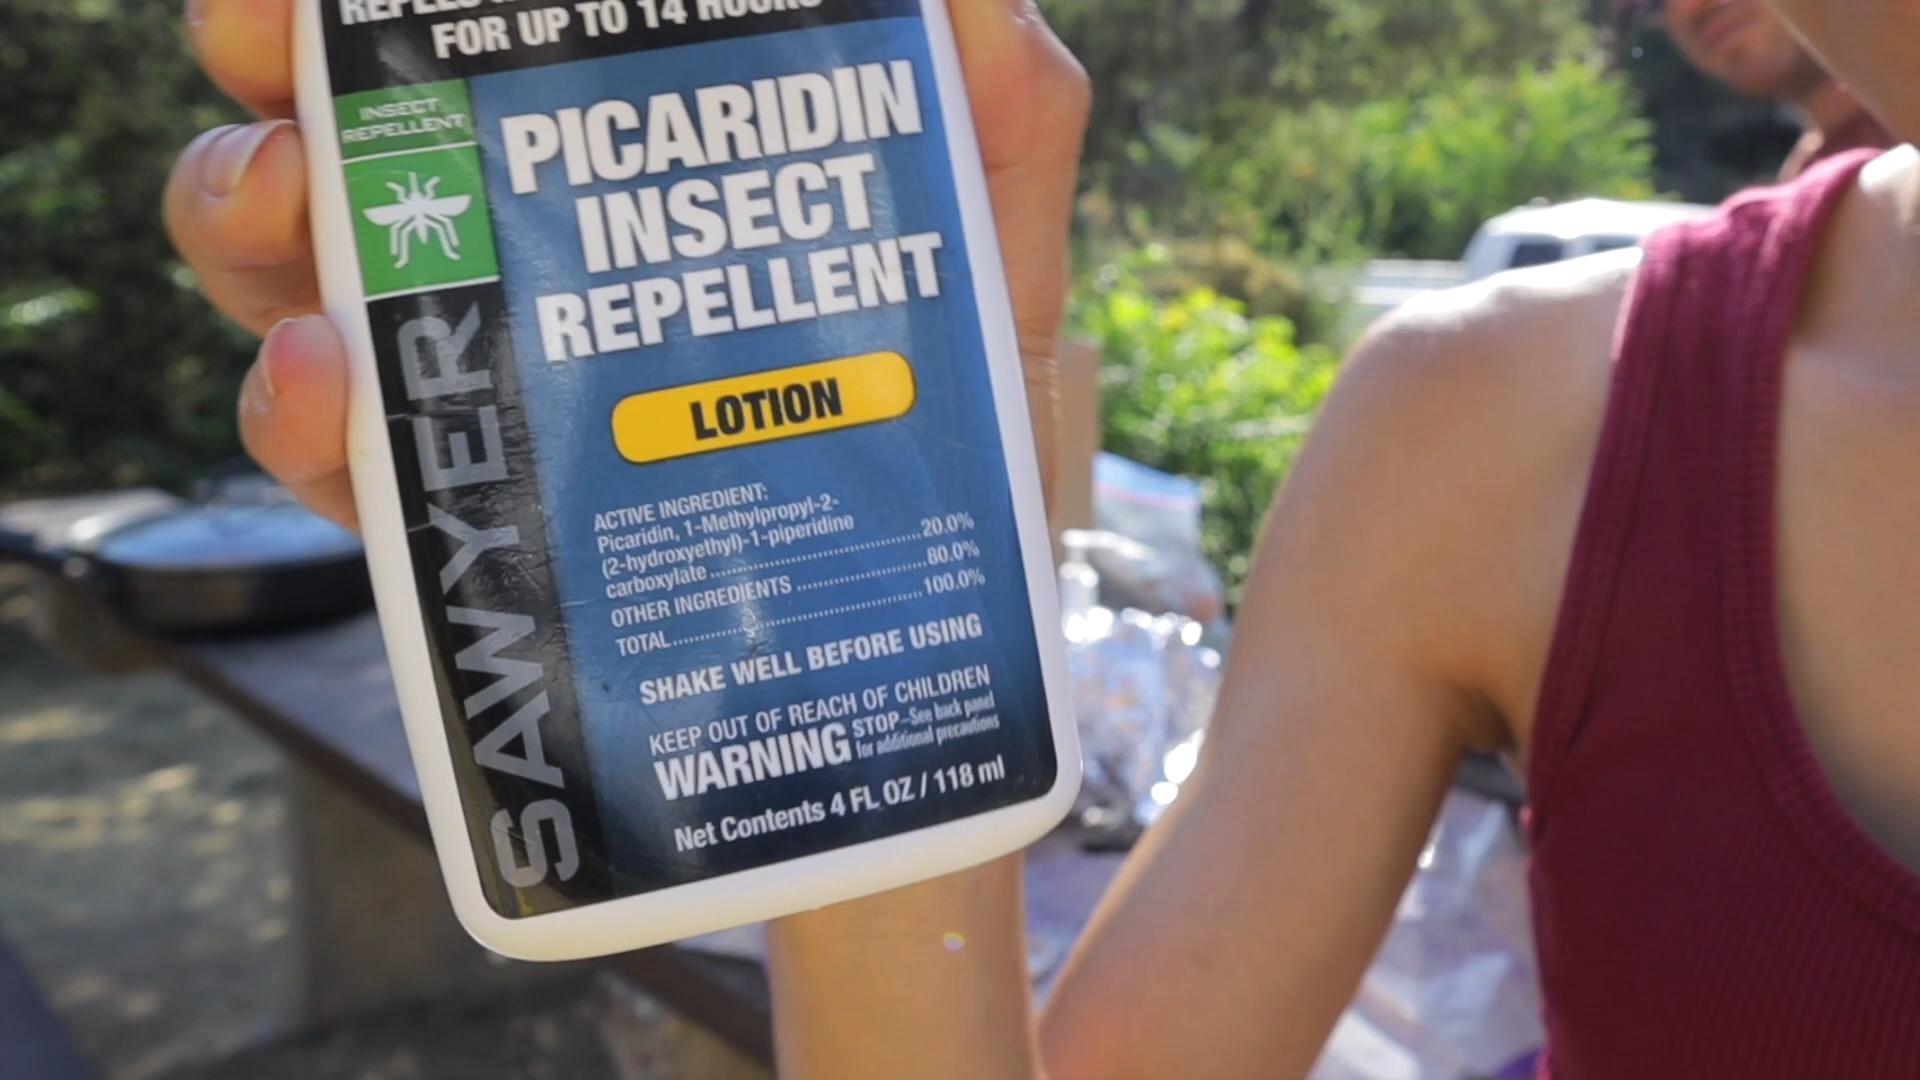 FOR UP TO 14 HOURS
INSECT
REPELLENT
PICARIDIN
INSECT
REPELLENT
LOTION
SAWYER
ACTIVE INGREDIENT:
Picaridin, 1-Methylpropyl-2-
(2-hydroxyethyl)-1-piperidine
carboxylate ........................................ 20.0%
OTHER INGREDIENTS ........................ 80.0%
TOTAL ............................................. 100.0%
SHAKE WELL BEFORE USING
KEEP OUT OF REACH OF CHILDREN
WARNING STOP–See back panel
for additional precautions
Net Contents 4 FL OZ / 118 ml